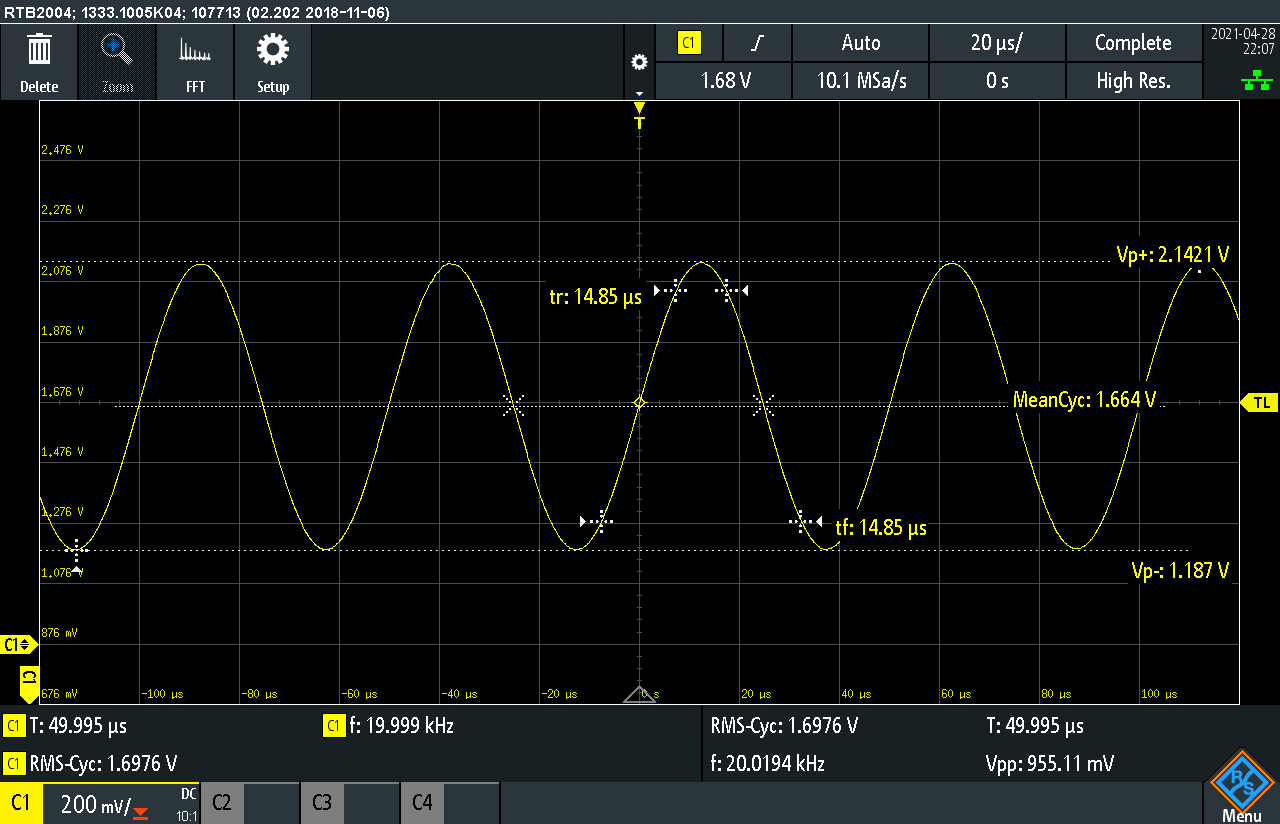 RTB2004; 1333.1005K04; 107713 (02.202 2018-11-06)
Delete
Zoom
FFT
Setup
C1
Auto
20 µs/
Complete
2021-04-28
22:07
1.68 V
10.1 MSa/s
0 s
High Res.
T
2.476 V
2.276 V
Vp+: 2.1421 V
2.076 V
tr: 14.85 µs
1.876 V
1.676 V
MeanCyc: 1.664 V
TL
1.476 V
1.276 V
tf: 14.85 µs
1.076 V
Vp-: 1.187 V
876 mV
C1
C1
676 mV
-100 µs
-80 µs
-60 µs
-40 µs
-20 µs
0 s
20 µs
40 µs
60 µs
80 µs
100 µs
C1 T: 49.995 µs
C1 f: 19.999 kHz
RMS-Cyc: 1.6976 V
T: 49.995 µs
C1 RMS-Cyc: 1.6976 V
f: 20.0194 kHz
Vpp: 955.11 mV
C1
200 mV/
DC
10:1
C2
C3
C4
R S
Menu